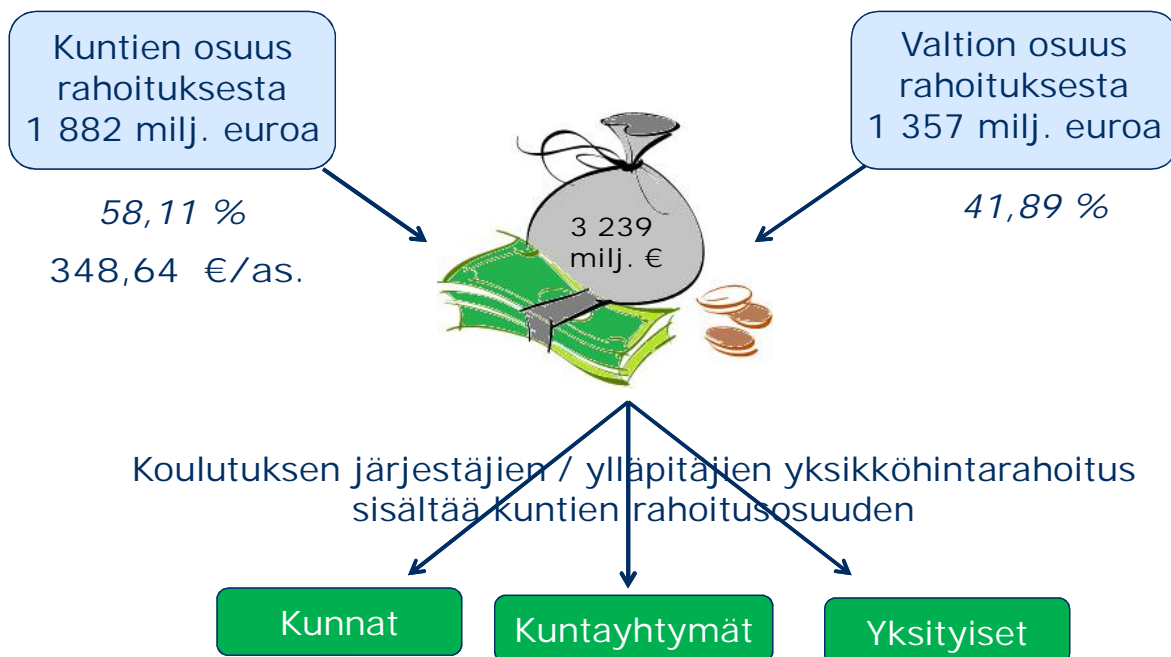 Kuntien osuus
rahoituksesta
1 882 milj. euroa
Valtion osuus
rahoituksesta
1 357 milj. euroa
58,11 %
348,64 €/as.
41,89 %
3 239
milj. €
Koulutuksen järjestäjien / ylläpitäjien yksikköhintarahoitus
sisältää kuntien rahoitusosuuden
Kunnat
Kuntayhtymät
Yksityiset